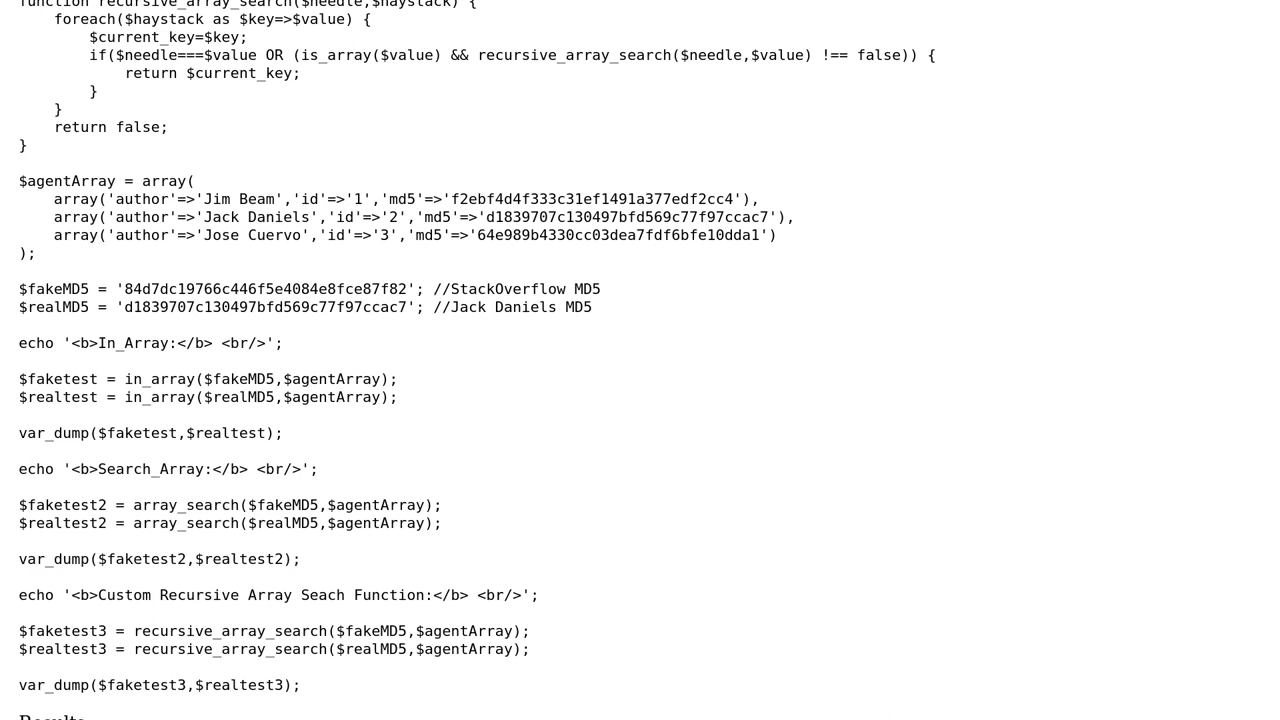 function recursive_array_search($needle,$haystack) {
    foreach($haystack as $key=>$value) {
        $current_key=$key;
        if($needle===$value OR (is_array($value) && recursive_array_search($needle,$value) !== false)) {
            return $current_key;
        }
    }
    return false;
}

$agentArray = array(
    array('author'=>'Jim Beam','id'=>'1','md5'=>'f2ebf4d4f333c31ef1491a377edf2cc4'),
    array('author'=>'Jack Daniels','id'=>'2','md5'=>'d1839707c130497bfd569c77f97ccac7'),
    array('author'=>'Jose Cuervo','id'=>'3','md5'=>'64e989b4330cc03dea7fdf6bfe10dda1')
);

$fakeMD5 = '84d7dc19766c446f5e4084e8fce87f82'; //StackOverflow MD5
$realMD5 = 'd1839707c130497bfd569c77f97ccac7'; //Jack Daniels MD5

echo '<b>In_Array:</b> <br/>';

$faketest = in_array($fakeMD5,$agentArray);
$realtest = in_array($realMD5,$agentArray);

var_dump($faketest,$realtest);

echo '<b>Search_Array:</b> <br/>';

$faketest2 = array_search($fakeMD5,$agentArray);
$realtest2 = array_search($realMD5,$agentArray);

var_dump($faketest2,$realtest2);

echo '<b>Custom Recursive Array Seach Function:</b> <br/>';

$faketest3 = recursive_array_search($fakeMD5,$agentArray);
$realtest3 = recursive_array_search($realMD5,$agentArray);

var_dump($faketest3,$realtest3);

Results